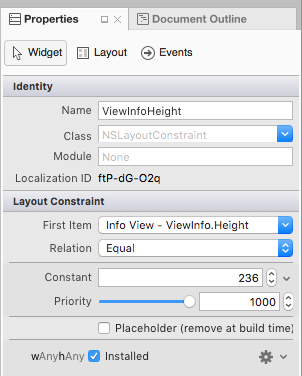 Properties × Document Outline
Widget Layout Events
Identity
Name ViewInfoHeight
Class NSLayoutConstraint
Module None
Localization ID ftP-dG-O2q
Layout Constraint
First Item Info View - ViewInfo.Height
Relation Equal
Constant 236
Priority 1000
Placeholder (remove at build time)
wAnyhAny Installed